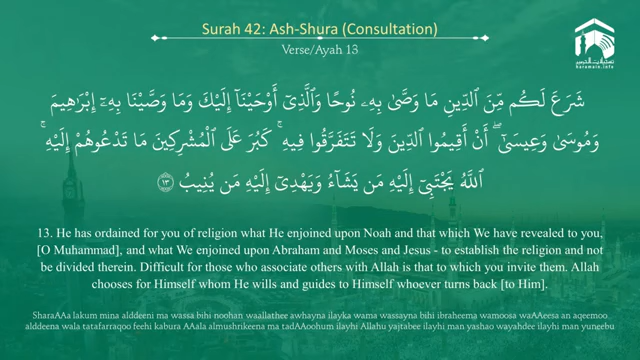 Surah 42: Ash-Shura (Consultation)
Verse/Ayah 13
haramain.info
شَرَعَ لَكُم مِّنَ ٱلدِّينِ مَا وَصَّىٰ بِهِۦ نُوحًا وَٱلَّذِىٓ أَوْحَيْنَآ إِلَيْكَ وَمَا وَصَّيْنَا بِهِۦٓ إِبْرَٰهِيمَ
وَمُوسَىٰ وَعِيسَىٰٓ ۖ أَنْ أَقِيمُوا۟ ٱلدِّينَ وَلَا تَتَفَرَّقُوا۟ فِيهِ ۚ كَبُرَ عَلَى ٱلْمُشْرِكِينَ مَا تَدْعُوهُمْ إِلَيْهِ ۚ
ٱللَّهُ يَجْتَبِىٓ إِلَيْهِ مَن يَشَآءُ وَيَهْدِىٓ إِلَيْهِ مَن يُنِيبُ ١٣
13. He has ordained for you of religion what He enjoined upon Noah and that which We have revealed to you,
[O Muhammad], and what We enjoined upon Abraham and Moses and Jesus - to establish the religion and not
be divided therein. Difficult for those who associate others with Allah is that to which you invite them. Allah
chooses for Himself whom He wills and guides to Himself whoever turns back [to Him].
SharaAAa lakum mina alddeeni ma wassa bihi noohan waallathee awhayna ilayka wama wassayna bihi ibraheema wamoosa waAAeesa an aqeemoo
alddeena wala tatafarraqoo feehi kabura AAala almushrikeena ma tadAAoohum ilayhi Allahu yajtabee ilayhi man yashao wayahdee ilayhi man yuneebu